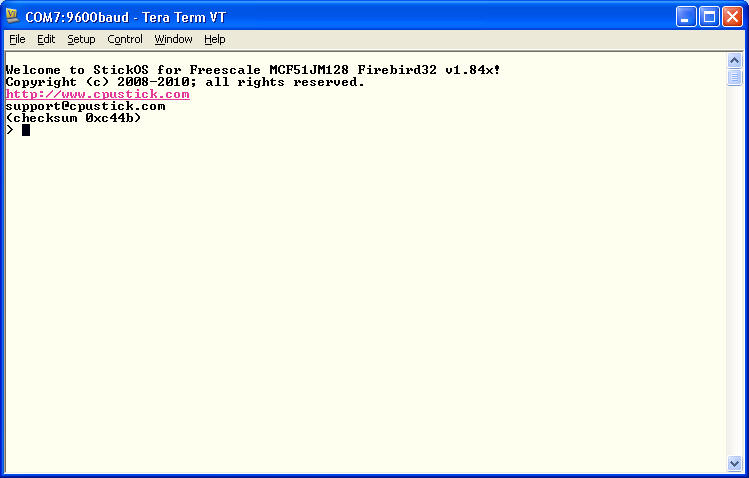 COM7:9600baud - Tera Term VT
File Edit Setup Control Window Help
Welcome to StickOS for Freescale MCF51JM128 Firebird32 v1.84x!
Copyright (c) 2008-2010; all rights reserved.
http://www.cpustick.com
support@cpustick.com
(checksum 0xc44b)
>